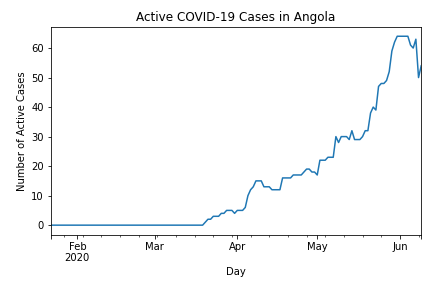 Active COVID-19 Cases in Angola
Number of Active Cases
60
50
40
30
20
10
0
Feb
2020
Mar
Apr
May
Jun
Day